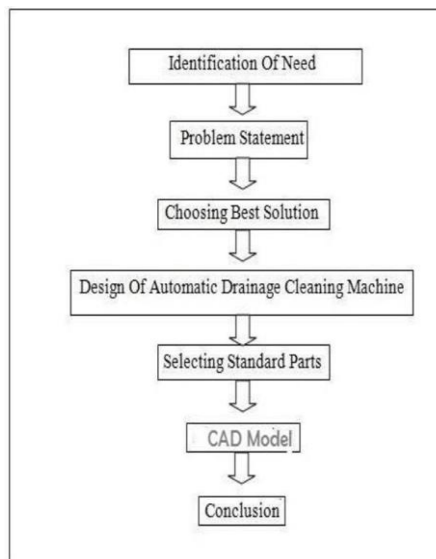 Identification Of Need
Problem Statement
Choosing Best Solution
Design Of Automatic Drainage Cleaning Machine
Selecting Standard Parts
CAD Model
Conclusion